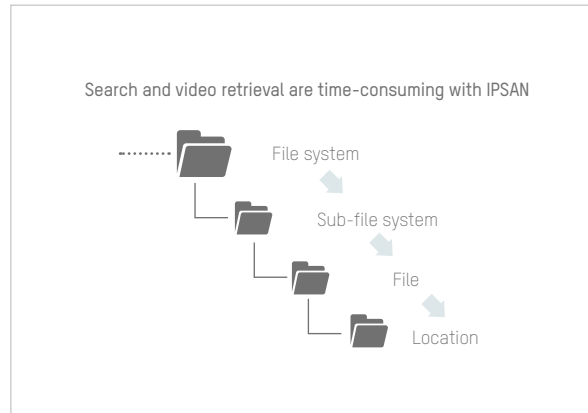 Search and video retrieval are time-consuming with IPSAN
File system
Sub-file system
File
Location